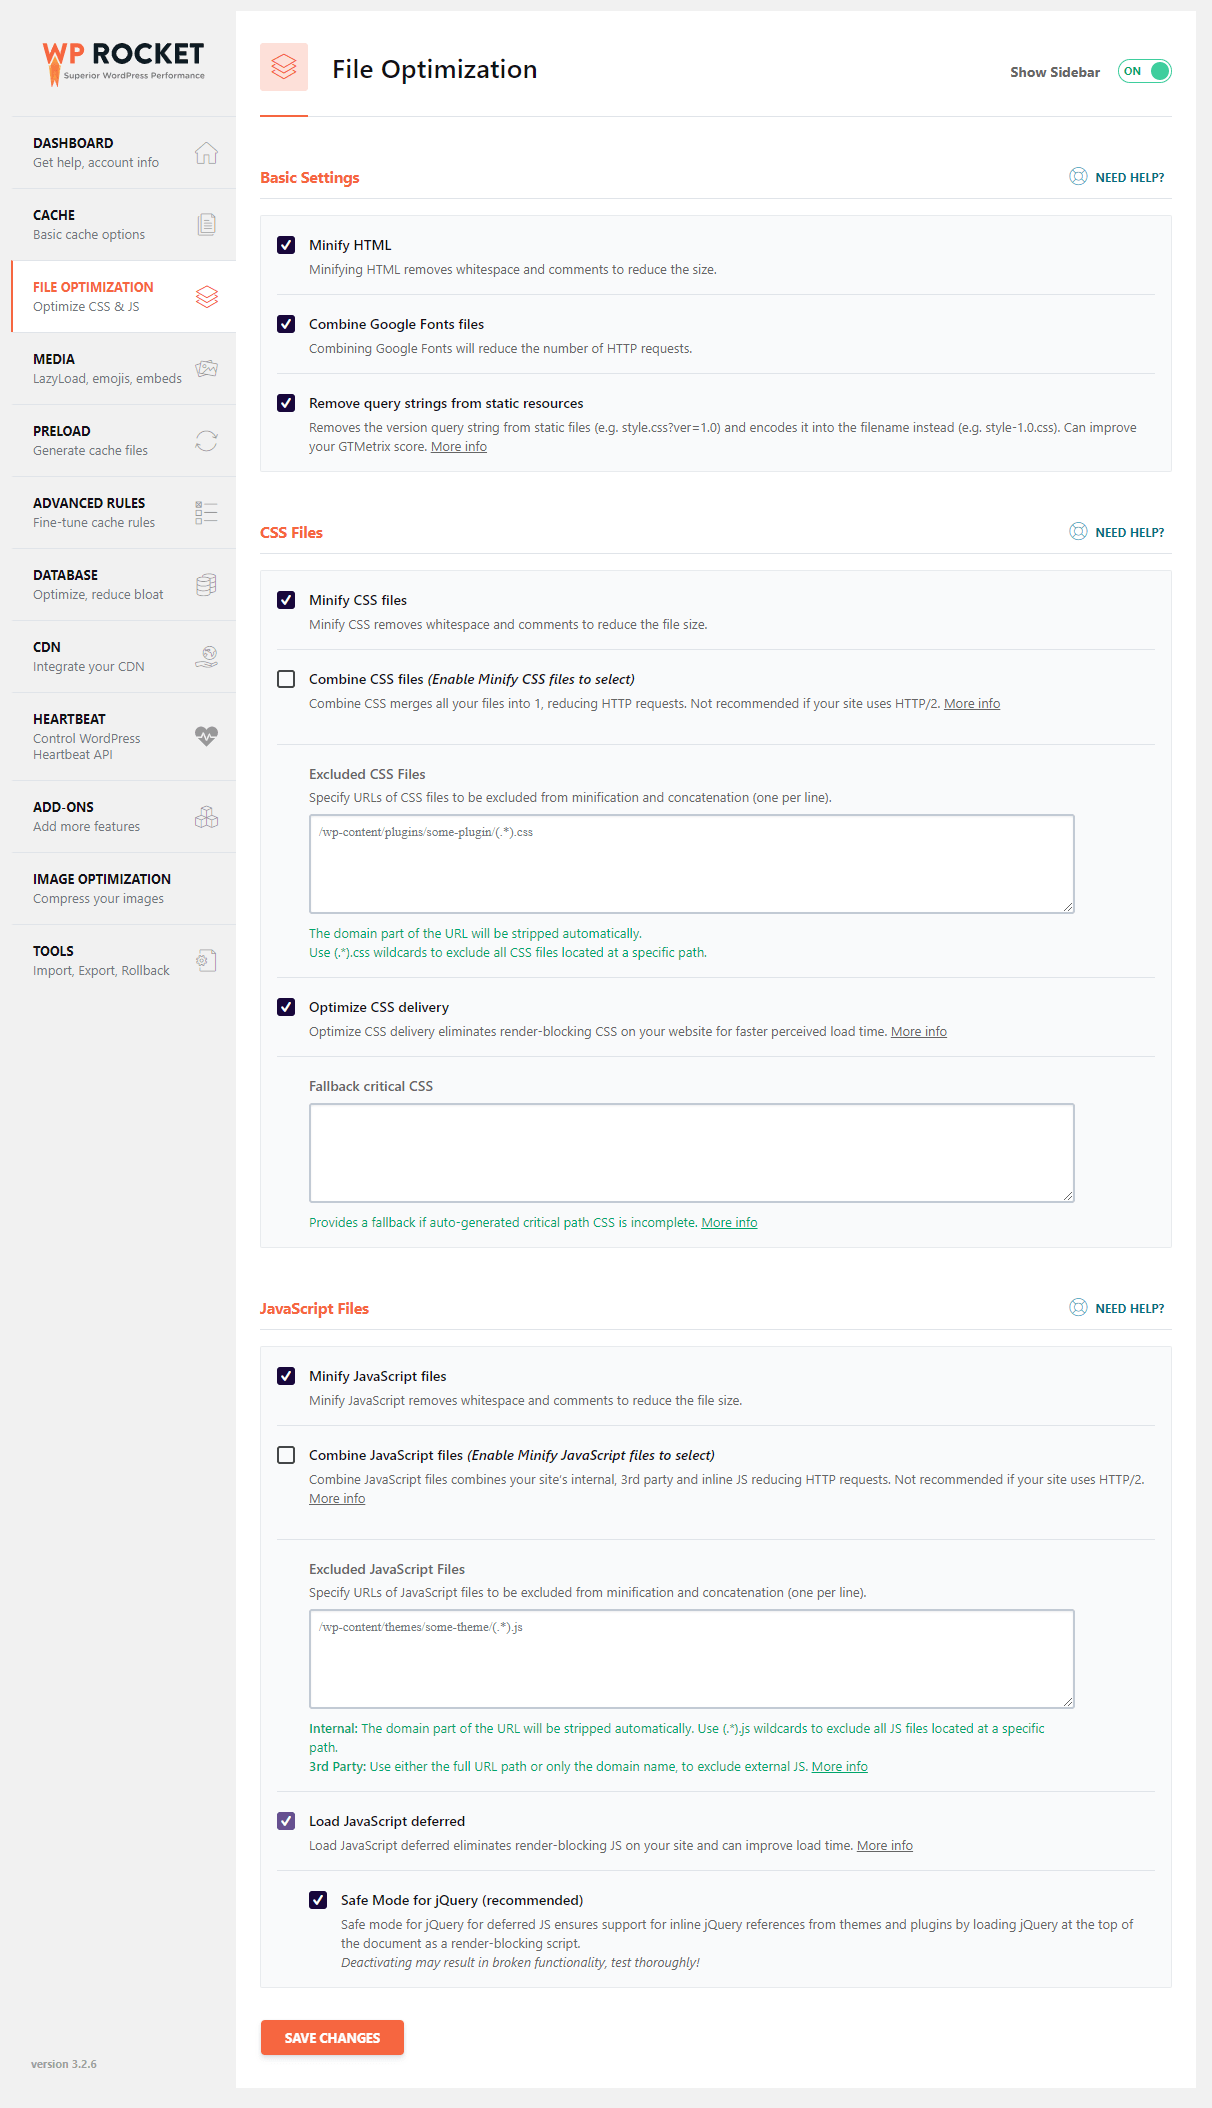 WP ROCKET
Superior WordPress Performance
DASHBOARD
Get help, account info
CACHE
Basic cache options
FILE OPTIMIZATION
Optimize CSS & JS
MEDIA
LazyLoad, emojis, embeds
PRELOAD
Generate cache files
ADVANCED RULES
Fine-tune cache rules
DATABASE
Optimize, reduce bloat
CDN
Integrate your CDN
HEARTBEAT
Control WordPress
Heartbeat API
ADD-ONS
Add more features
IMAGE OPTIMIZATION
Compress your images
TOOLS
Import, Export, Rollback
version 3.2.6
File Optimization
Show Sidebar
ON
Basic Settings
NEED HELP?
Minify HTML
Minifying HTML removes whitespace and comments to reduce the size.
Combine Google Fonts files
Combining Google Fonts will reduce the number of HTTP requests.
Remove query strings from static resources
Removes the version query string from static files (e.g. style.css?ver=1.0) and encodes it into the filename instead (e.g. style-1.0.css). Can improve
your GTMetrix score. More info
CSS Files
NEED HELP?
Minify CSS files
Minify CSS removes whitespace and comments to reduce the file size.
Combine CSS files (Enable Minify CSS files to select)
Combine CSS merges all your files into 1, reducing HTTP requests. Not recommended if your site uses HTTP/2. More info
Excluded CSS Files
Specify URLs of CSS files to be excluded from minification and concatenation (one per line).
/wp-content/plugins/some-plugin/(.*).css
The domain part of the URL will be stripped automatically.
Use (.*).css wildcards to exclude all CSS files located at a specific path.
Optimize CSS delivery
Optimize CSS delivery eliminates render-blocking CSS on your website for faster perceived load time. More info
Fallback critical CSS
Provides a fallback if auto-generated critical path CSS is incomplete. More info
JavaScript Files
NEED HELP?
Minify JavaScript files
Minify JavaScript removes whitespace and comments to reduce the file size.
Combine JavaScript files (Enable Minify JavaScript files to select)
Combine JavaScript files combines your site's internal, 3rd party and inline JS reducing HTTP requests. Not recommended if your site uses HTTP/2.
More info
Excluded JavaScript Files
Specify URLs of JavaScript files to be excluded from minification and concatenation (one per line).
/wp-content/themes/some-theme/(.*).js
Internal: The domain part of the URL will be stripped automatically. Use (.*).js wildcards to exclude all JS files located at a specific
path.
3rd Party: Use either the full URL path or only the domain name, to exclude external JS. More info
Load JavaScript deferred
Load JavaScript deferred eliminates render-blocking JS on your site and can improve load time. More info
Safe Mode for jQuery (recommended)
Safe mode for jQuery for deferred JS ensures support for inline jQuery references from themes and plugins by loading jQuery at the top of
the document as a render-blocking script.
Deactivating may result in broken functionality, test thoroughly!
SAVE CHANGES